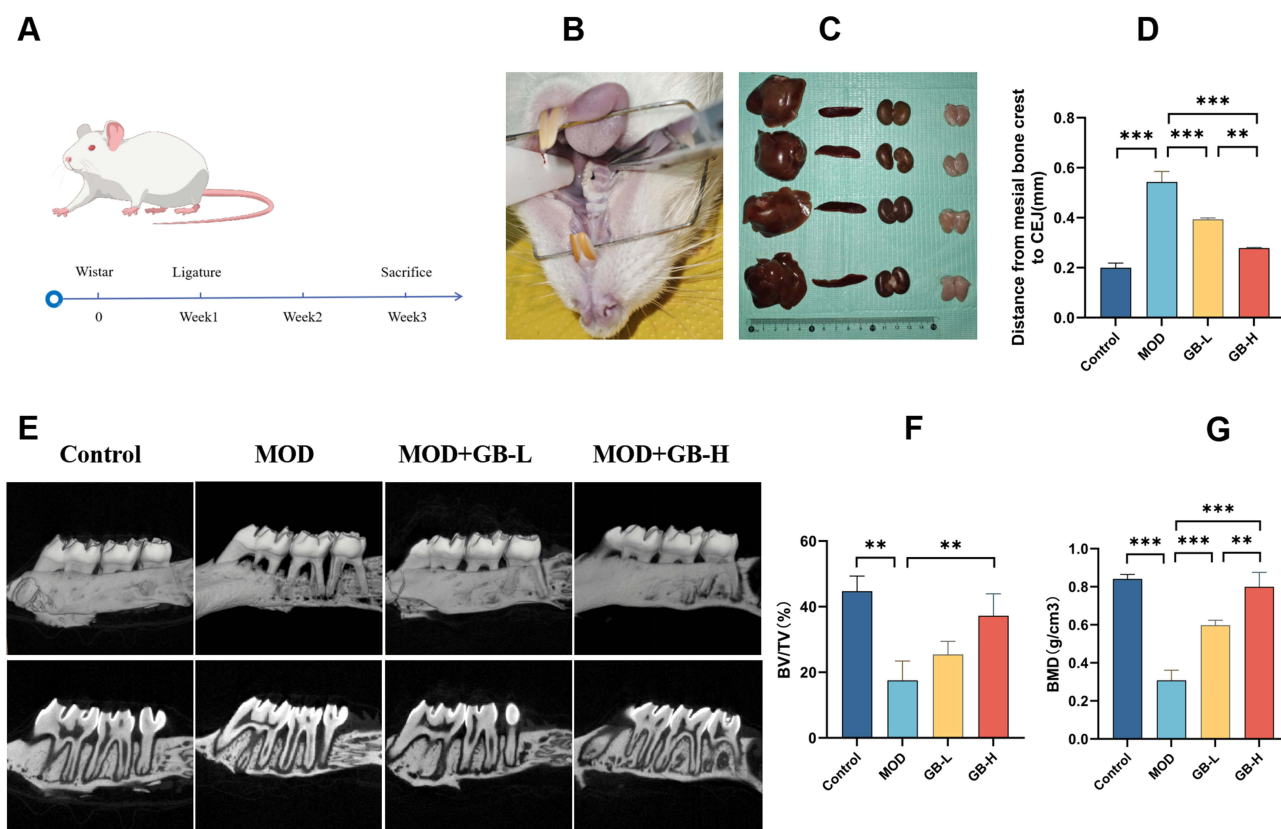 A
Wistar
Ligature
Sacrifice
0
Week1
Week2
Week3
B
C
D
Distance from mesial bone crest
to CEJ(mm)
0.8
0.6
0.4
0.2
0.0
***
*** *** **
Control
MOD
GB-L
GB-H
E
Control
MOD
MOD+GB-L
MOD+GB-H
F
BV/TV(%)
60
40
20
0
** **
Control
MOD
GB-L
GB-H
G
BMD(g/cm3)
1.0
0.8
0.6
0.4
0.2
0.0
***
*** *** **
Control
MOD
GB-L
GB-H